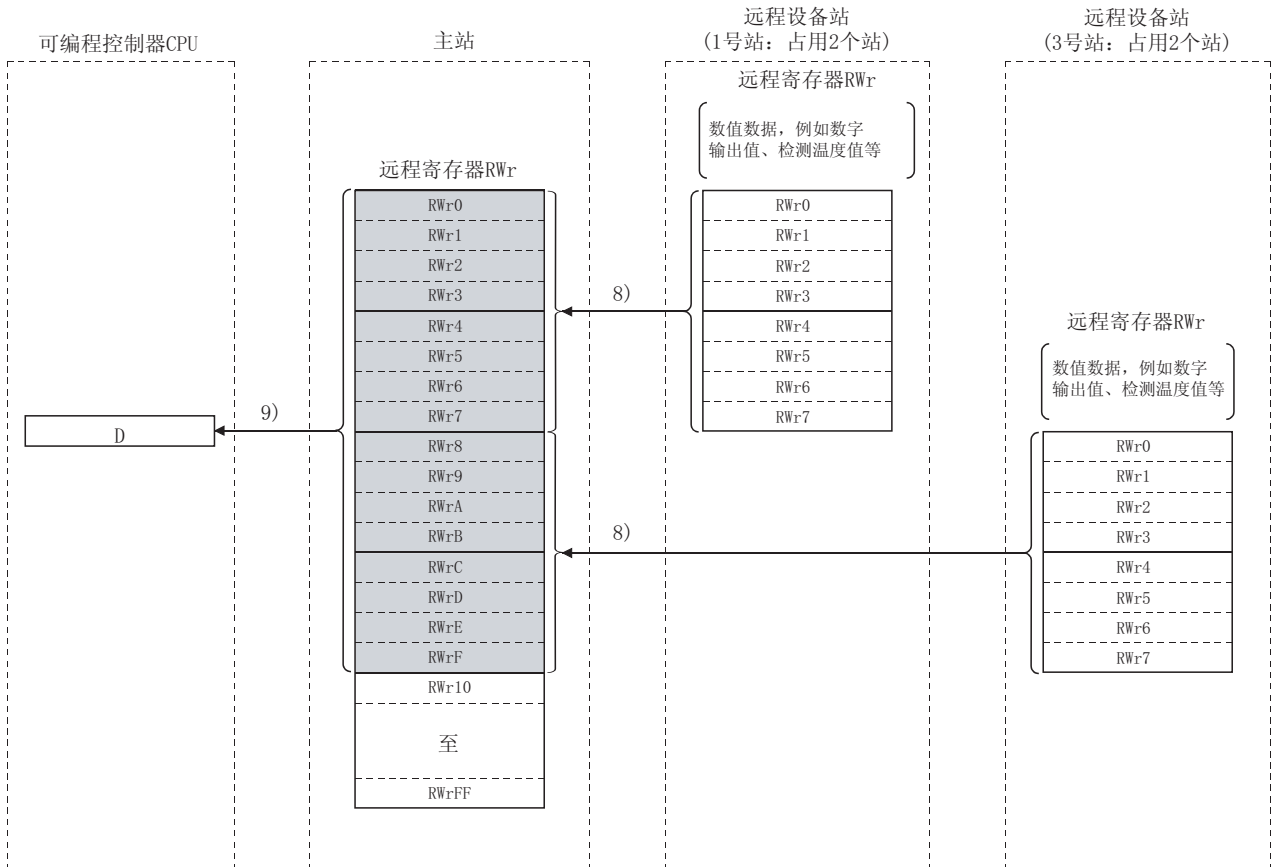 可编程控制器CPU
主站
远程设备站
(1号站：占用2个站)
远程设备站
(3号站：占用2个站)
远程寄存器RWr
数值数据，例如数字
输出值、检测温度值等
远程寄存器RWr
RWr0
RWr1
RWr2
RWr3
RWr4
RWr5
RWr6
RWr7
RWr8
RWr9
RWrA
RWrB
RWrC
RWrD
RWrE
RWrF
RWr10
至
RWrFF
RWr0
RWr1
RWr2
RWr3
RWr4
RWr5
RWr6
RWr7
远程寄存器RWr
数值数据，例如数字
输出值、检测温度值等
RWr0
RWr1
RWr2
RWr3
RWr4
RWr5
RWr6
RWr7
8)
8)
9)
D